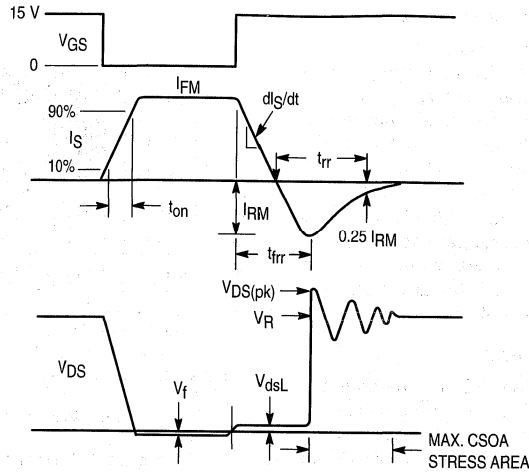 15 V
VGS
0
IFM
dIS/dt
90%
IS
10%
trr
ton
IRM
0.25 IRM
tfrr
VDS(pk)
VR
VDS
Vf
VdsL
MAX. CSOA
STRESS AREA